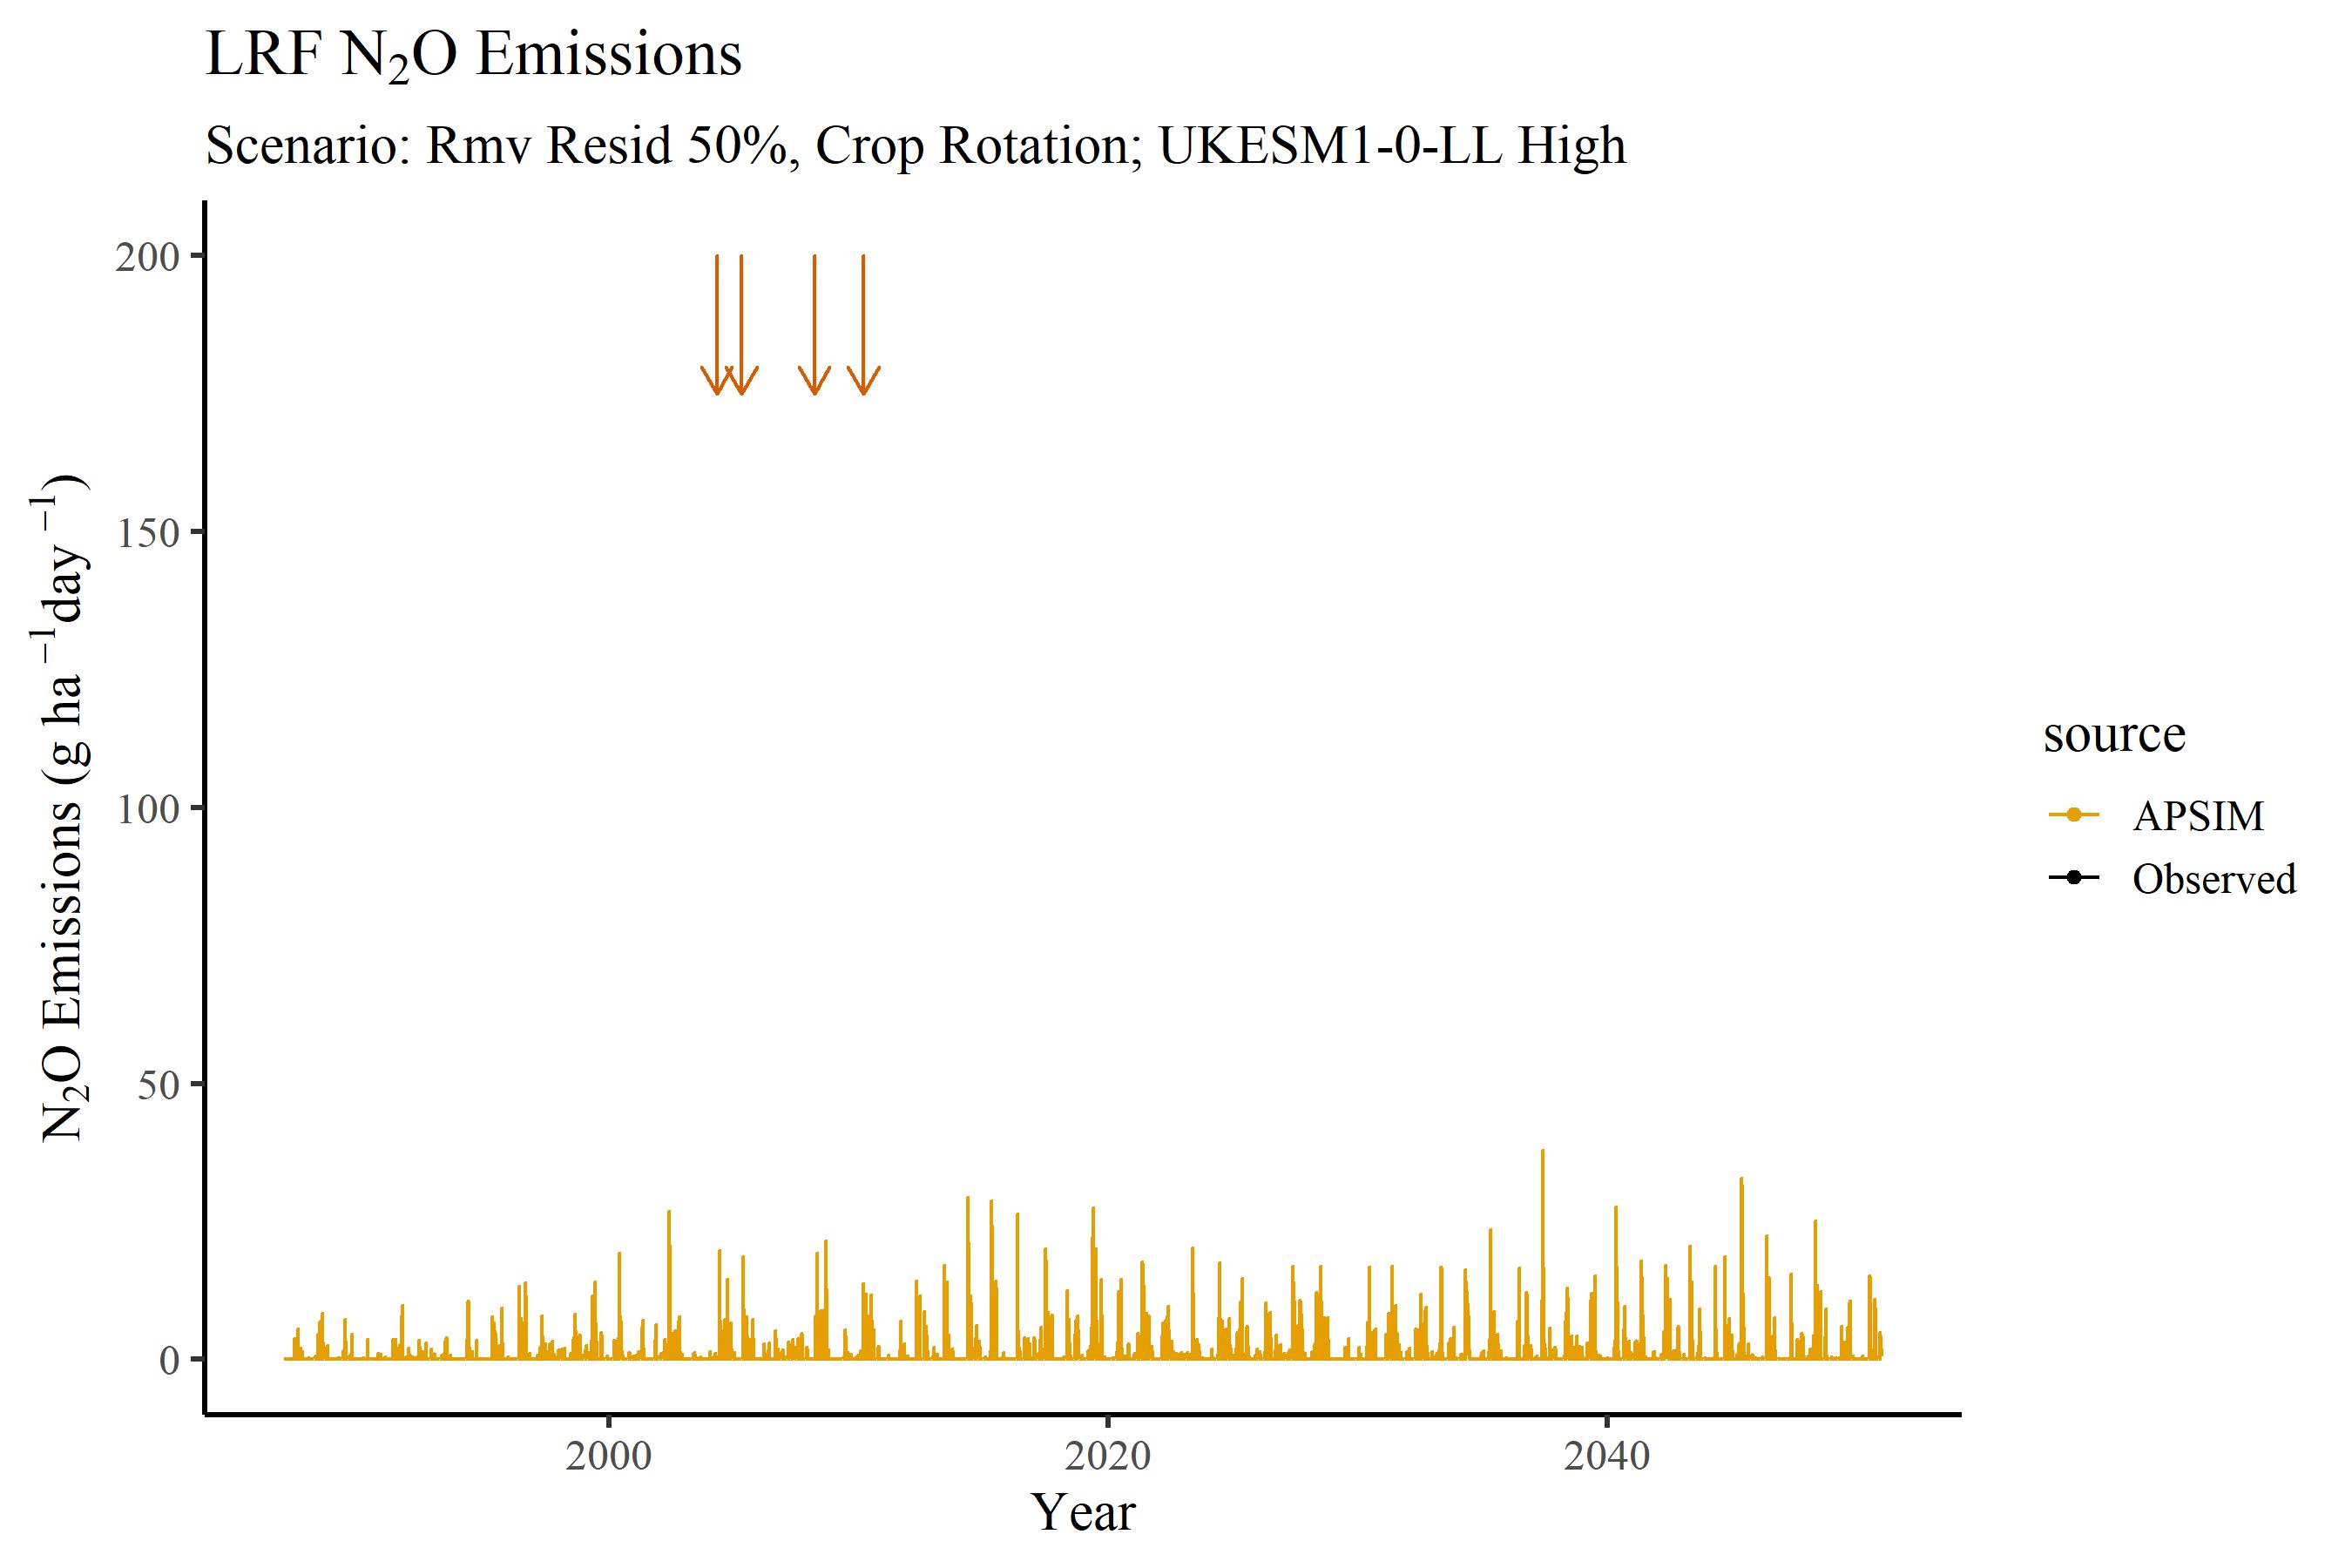 LRF N₂O Emissions
Scenario: Rmv Resid 50%, Crop Rotation; UKESM1-0-LL High
N₂O Emissions (g ha ⁻¹day ⁻¹)
200
150
100
50
0
2000 2020 2040
Year
source
APSIM
Observed